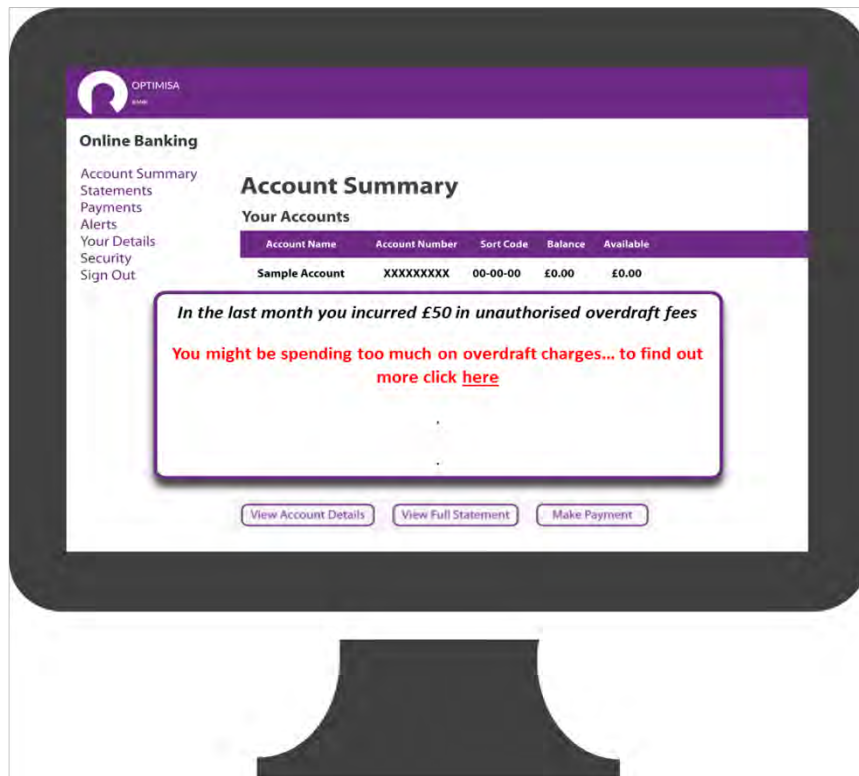 OPTIMISA
BANK
Online Banking
Account Summary
Statements
Payments
Alerts
Your Details
Security
Sign Out
Account Summary
Your Accounts
Account Name Account Number Sort Code Balance Available
Sample Account XXXXXXXXX 00-00-00 £0.00 £0.00
In the last month you incurred £50 in unauthorised overdraft fees
You might be spending too much on overdraft charges... to find out
more click here
.
.
View Account Details View Full Statement Make Payment